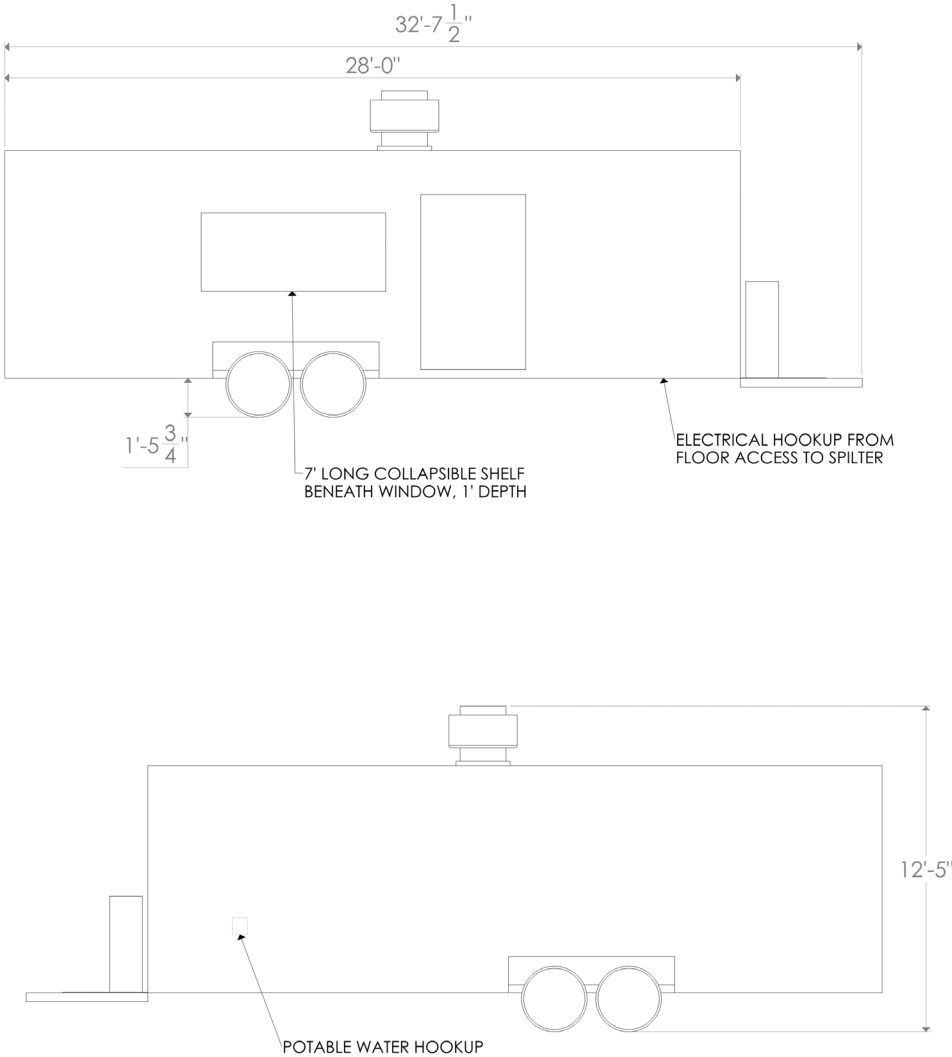 32'-7 1/2"
28'-0"
1'-5 3/4"
ELECTRICAL HOOKUP FROM
FLOOR ACCESS TO SPILTER
7' LONG COLLAPSIBLE SHELF
BENEATH WINDOW, 1' DEPTH
12'-5"
POTABLE WATER HOOKUP